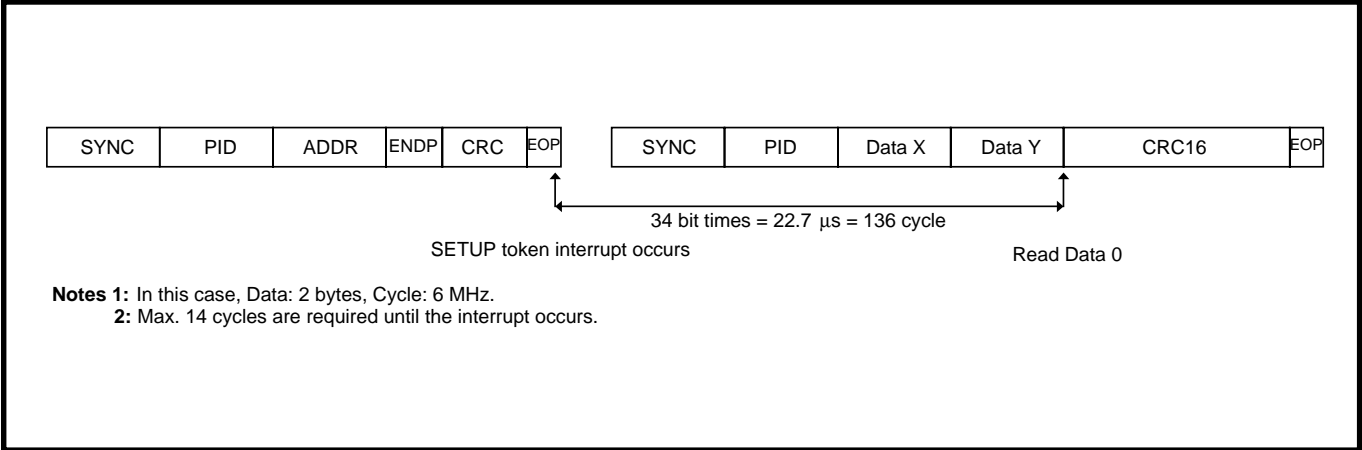 SYNC PID ADDR ENDP CRC EOP SYNC PID Data X Data Y CRC16 EOP
34 bit times = 22.7 μs = 136 cycle
SETUP token interrupt occurs
Read Data 0
Notes 1: In this case, Data: 2 bytes, Cycle: 6 MHz.
2: Max. 14 cycles are required until the interrupt occurs.